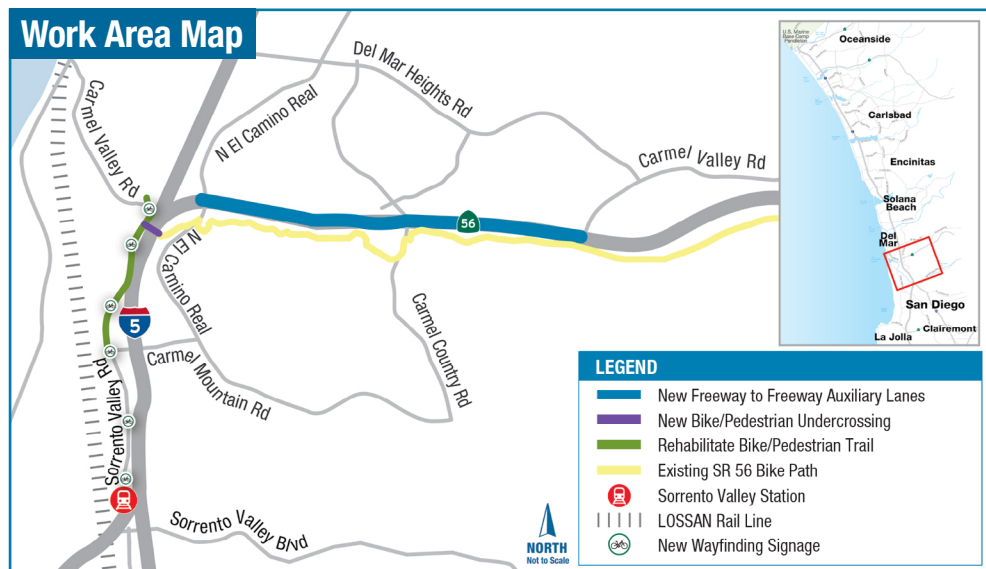 Work Area Map
Del Mar Heights Rd
N El Camino Real
Carmel Valley Rd
Carmel Valley Rd
56
N El Camino Real
5
Carmel Mountain Rd
Carmel Country Rd
Sorrento Valley Rd
Sorrento Valley Blvd
NORTH
Not to Scale
U.S. Marine
Base Camp
Pendleton
Oceanside
Carlsbad
Encinitas
Solana
Beach
Del
Mar
San Diego
Clairemont
La Jolla
LEGEND
New Freeway to Freeway Auxiliary Lanes
New Bike/Pedestrian Undercrossing
Rehabilitate Bike/Pedestrian Trail
Existing SR 56 Bike Path
Sorrento Valley Station
LOSSAN Rail Line
New Wayfinding Signage